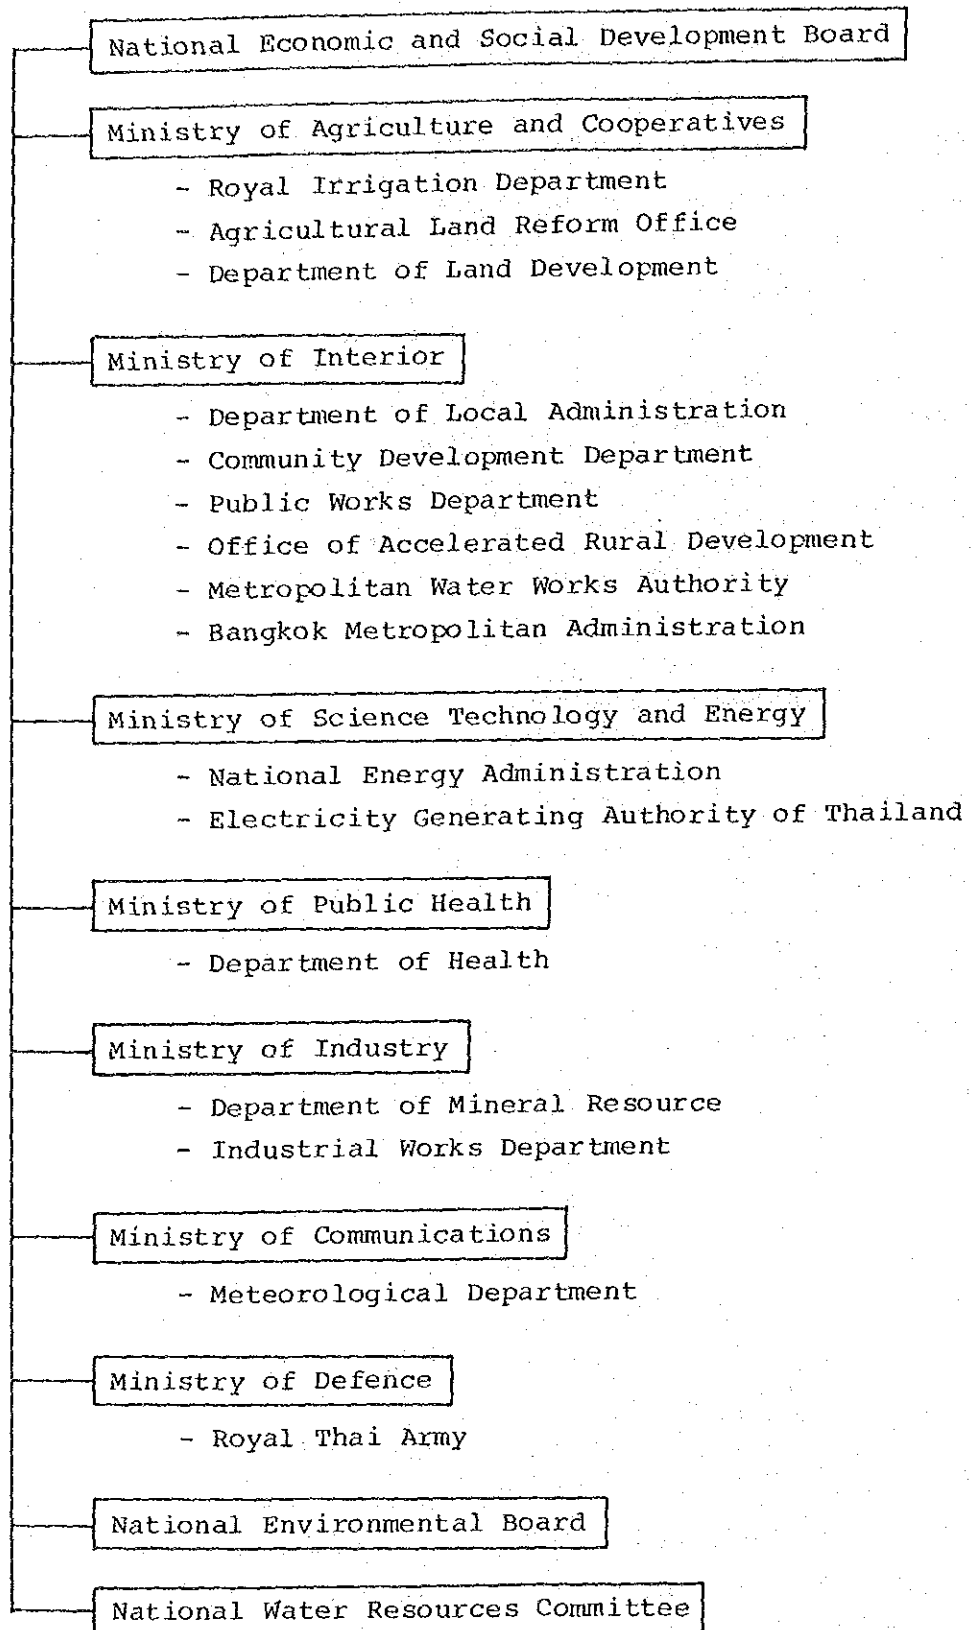 National Economic and Social Development Board
Ministry of Agriculture and Cooperatives
- Royal Irrigation Department
- Agricultural Land Reform Office
- Department of Land Development
Ministry of Interior
- Department of Local Administration
- Community Development Department
- Public Works Department
- Office of Accelerated Rural Development
- Metropolitan Water Works Authority
- Bangkok Metropolitan Administration
Ministry of Science Technology and Energy
- National Energy Administration
- Electricity Generating Authority of Thailand
Ministry of Public Health
- Department of Health
Ministry of Industry
- Department of Mineral Resource
- Industrial Works Department
Ministry of Communications
- Meteorological Department
Ministry of Defence
- Royal Thai Army
National Environmental Board
National Water Resources Committee